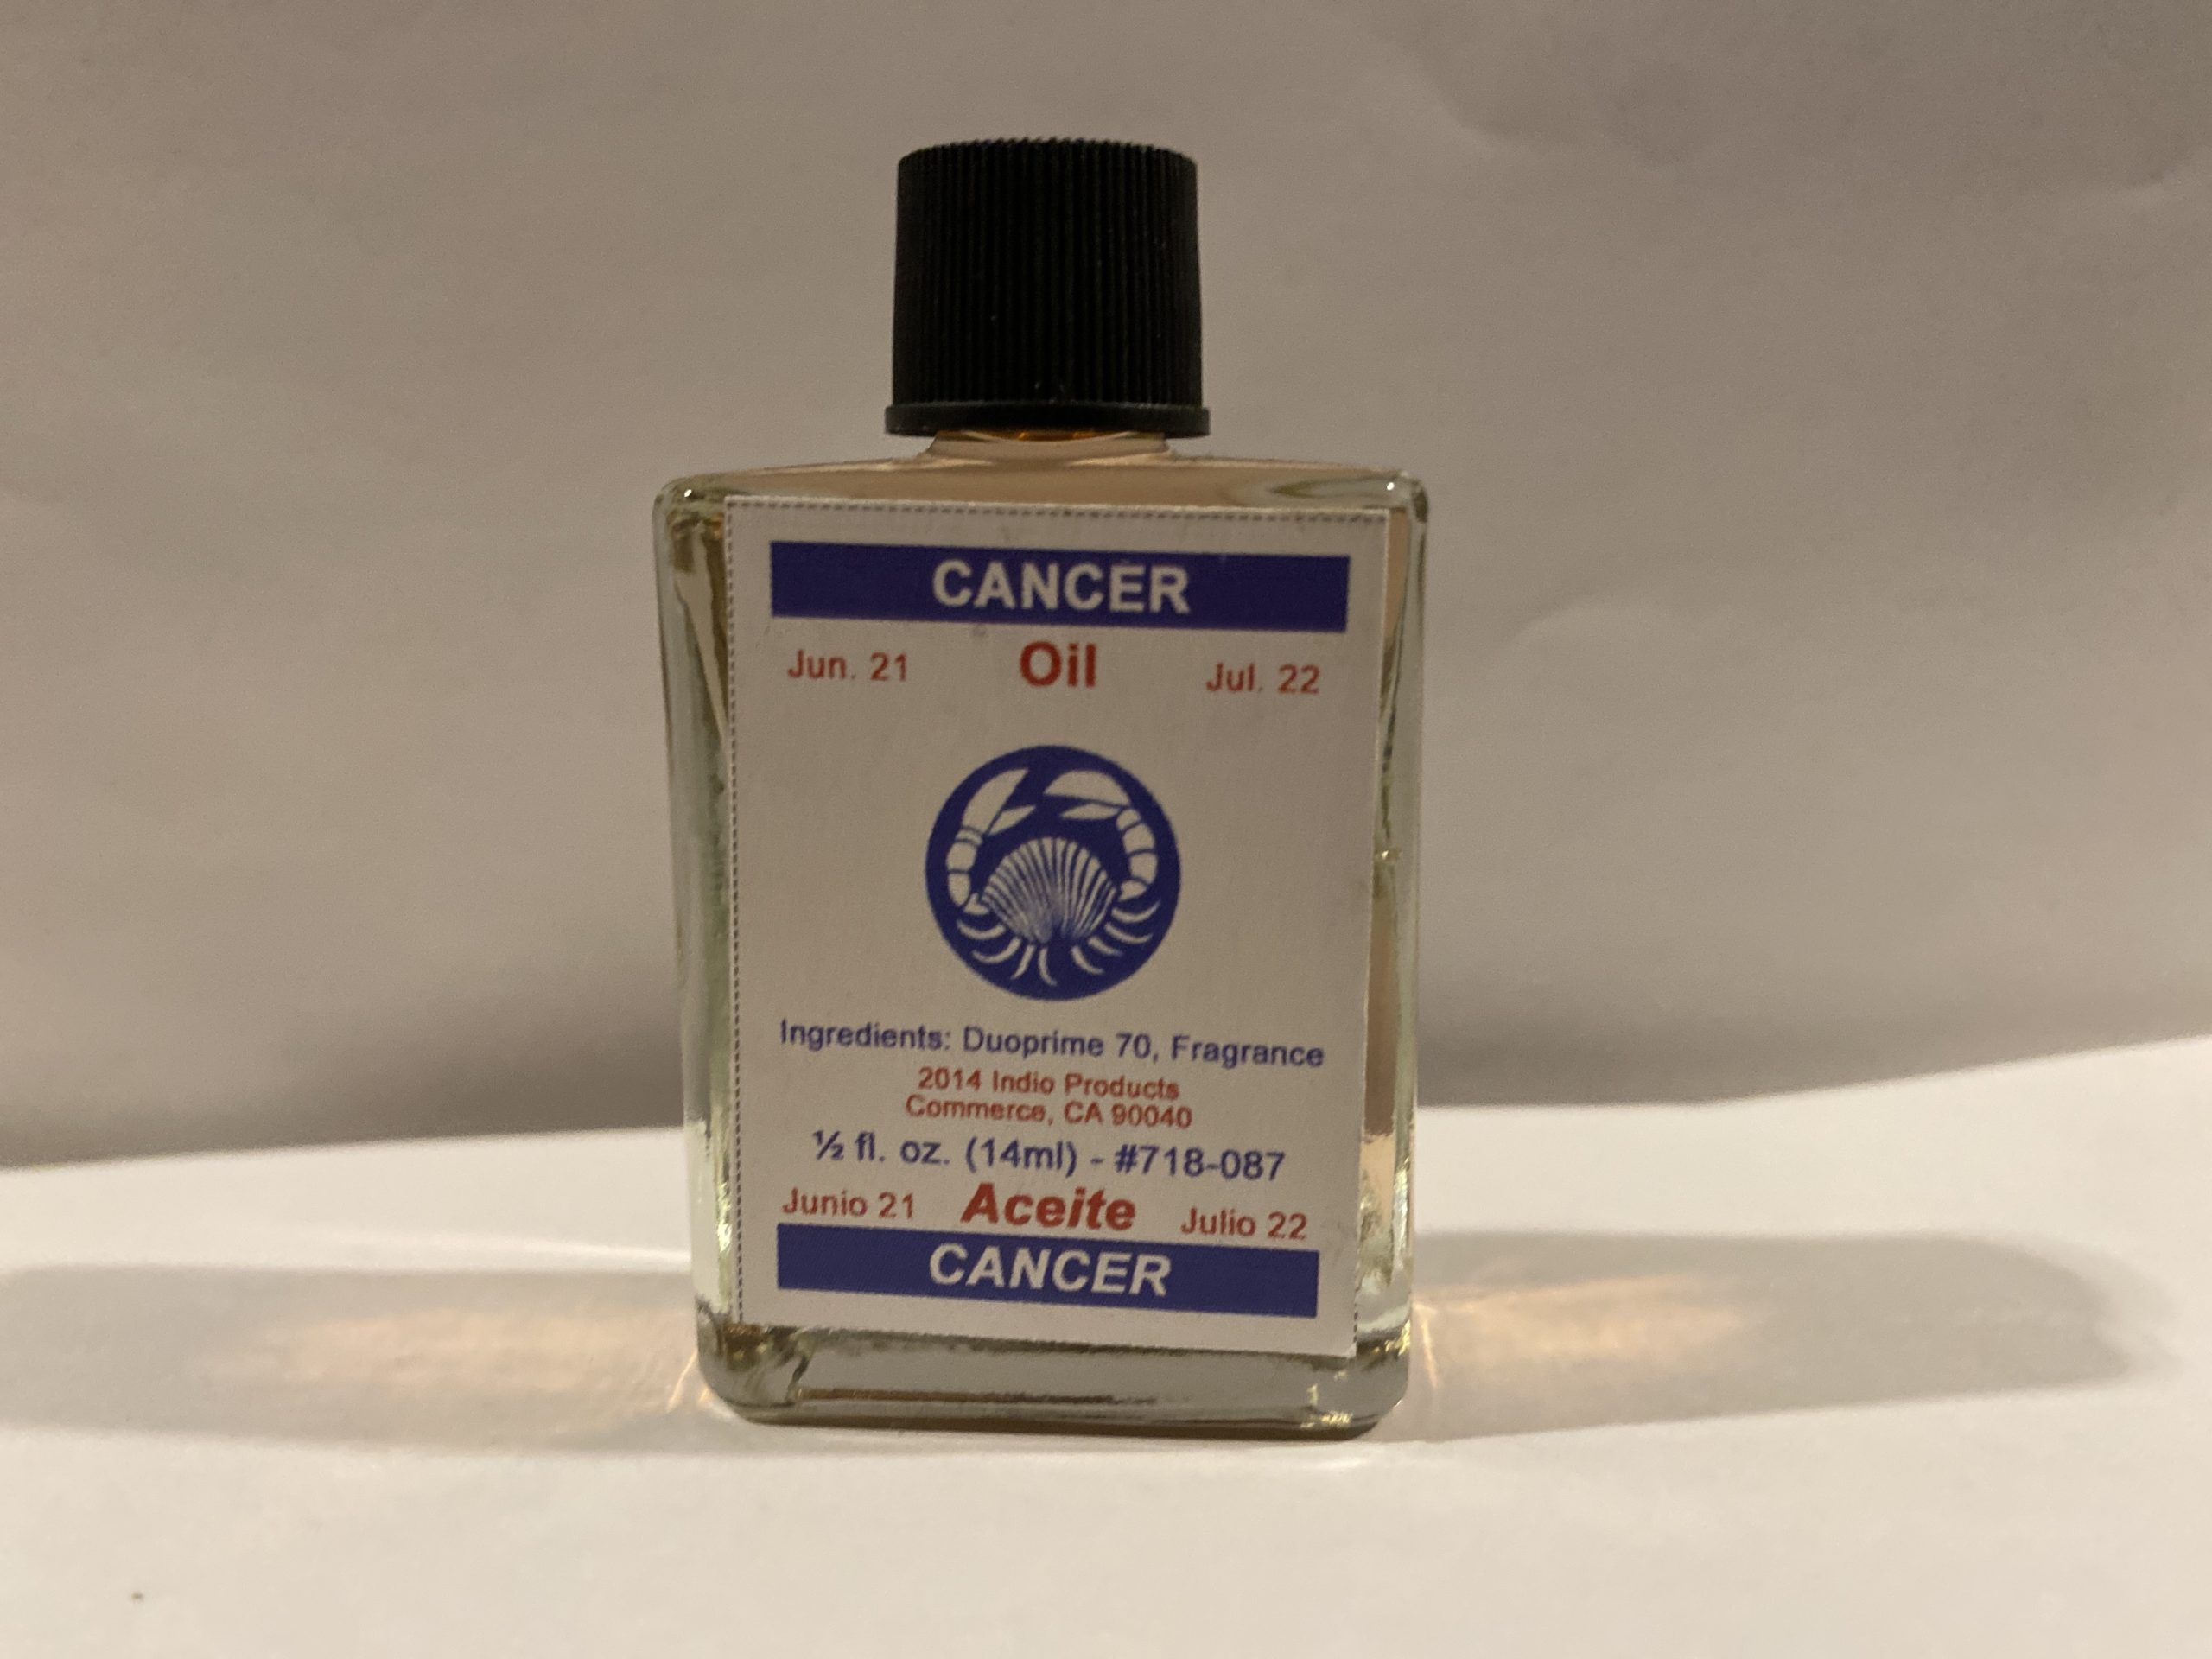 CANCER
Jun. 21 Oil Jul. 22
Ingredients: Duoprime 70, Fragrance
2014 Indio Products
Commerce, CA 90040
½ fl. oz. (14ml) - #718-087
Junio 21 Aceite Julio 22
CANCER